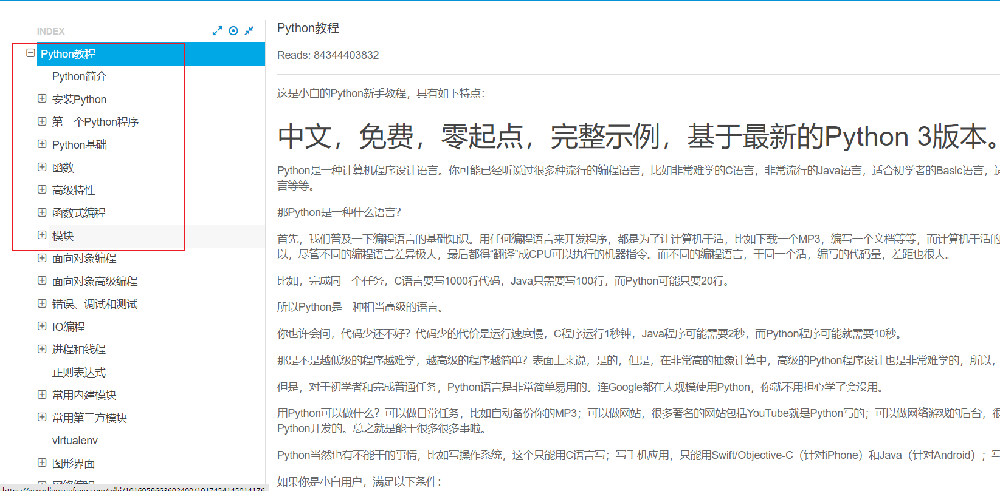 INDEX
Python教程
Python简介
安装Python
第一个Python程序
Python基础
函数
高级特性
函数式编程
模块
面向对象编程
面向对象高级编程
错误、调试和测试
IO编程
进程和线程
正则表达式
常用内建模块
常用第三方模块
virtualenv
图形界面
网络编程
https://www.liaoxuefeng.com/wiki/1016959663602400/1017454145014176
Python教程
Reads: 84344403832
这是小白的Python新手教程，具有如下特点：
中文，免费，零起点，完整示例，基于最新的Python 3版本。
Python是一种计算机程序设计语言。你可能已经听说过很多种流行的编程语言，比如非常难学的C语言，非常流行的Java语言，适合初学者的Basic语言，适
言等等。
那Python是一种什么语言？
首先，我们普及一下编程语言的基础知识。用任何编程语言来开发程序，都是为了让计算机干活，比如下载一个MP3，编写一个文档等等，而计算机干活的
以，尽管不同的编程语言差异极大，最后都得“翻译”成CPU可以执行的机器指令。而不同的编程语言，干同一个活，编写的代码量，差距也很大。
比如，完成同一个任务，C语言要写1000行代码，Java只需要写100行，而Python可能只要20行。
所以Python是一种相当高级的语言。
你也许会问，代码少还不好？代码少的代价是运行速度慢，C程序运行1秒钟，Java程序可能需要2秒，而Python程序可能就需要10秒。
那是不是越低级的程序越难学，越高级的程序越简单？表面上来说，是的，但是，在非常高的抽象计算中，高级的Python程序设计也是非常难学的，所以，
但是，对于初学者和完成普通任务，Python语言是非常简单易用的。连Google都在大规模使用Python，你就不用担心学了会没用。
用Python可以做什么？可以做日常任务，比如自动备份你的MP3；可以做网站，很多著名的网站包括YouTube就是Python写的；可以做网络游戏的后台，很
Python开发的。总之就是能干很多很多事啦。
Python当然也有不能干的事情，比如写操作系统，这个只能用C语言写；写手机应用，只能用Swift/Objective-C（针对iPhone）和Java（针对Android）；写
如果你是小白用户，满足以下条件：